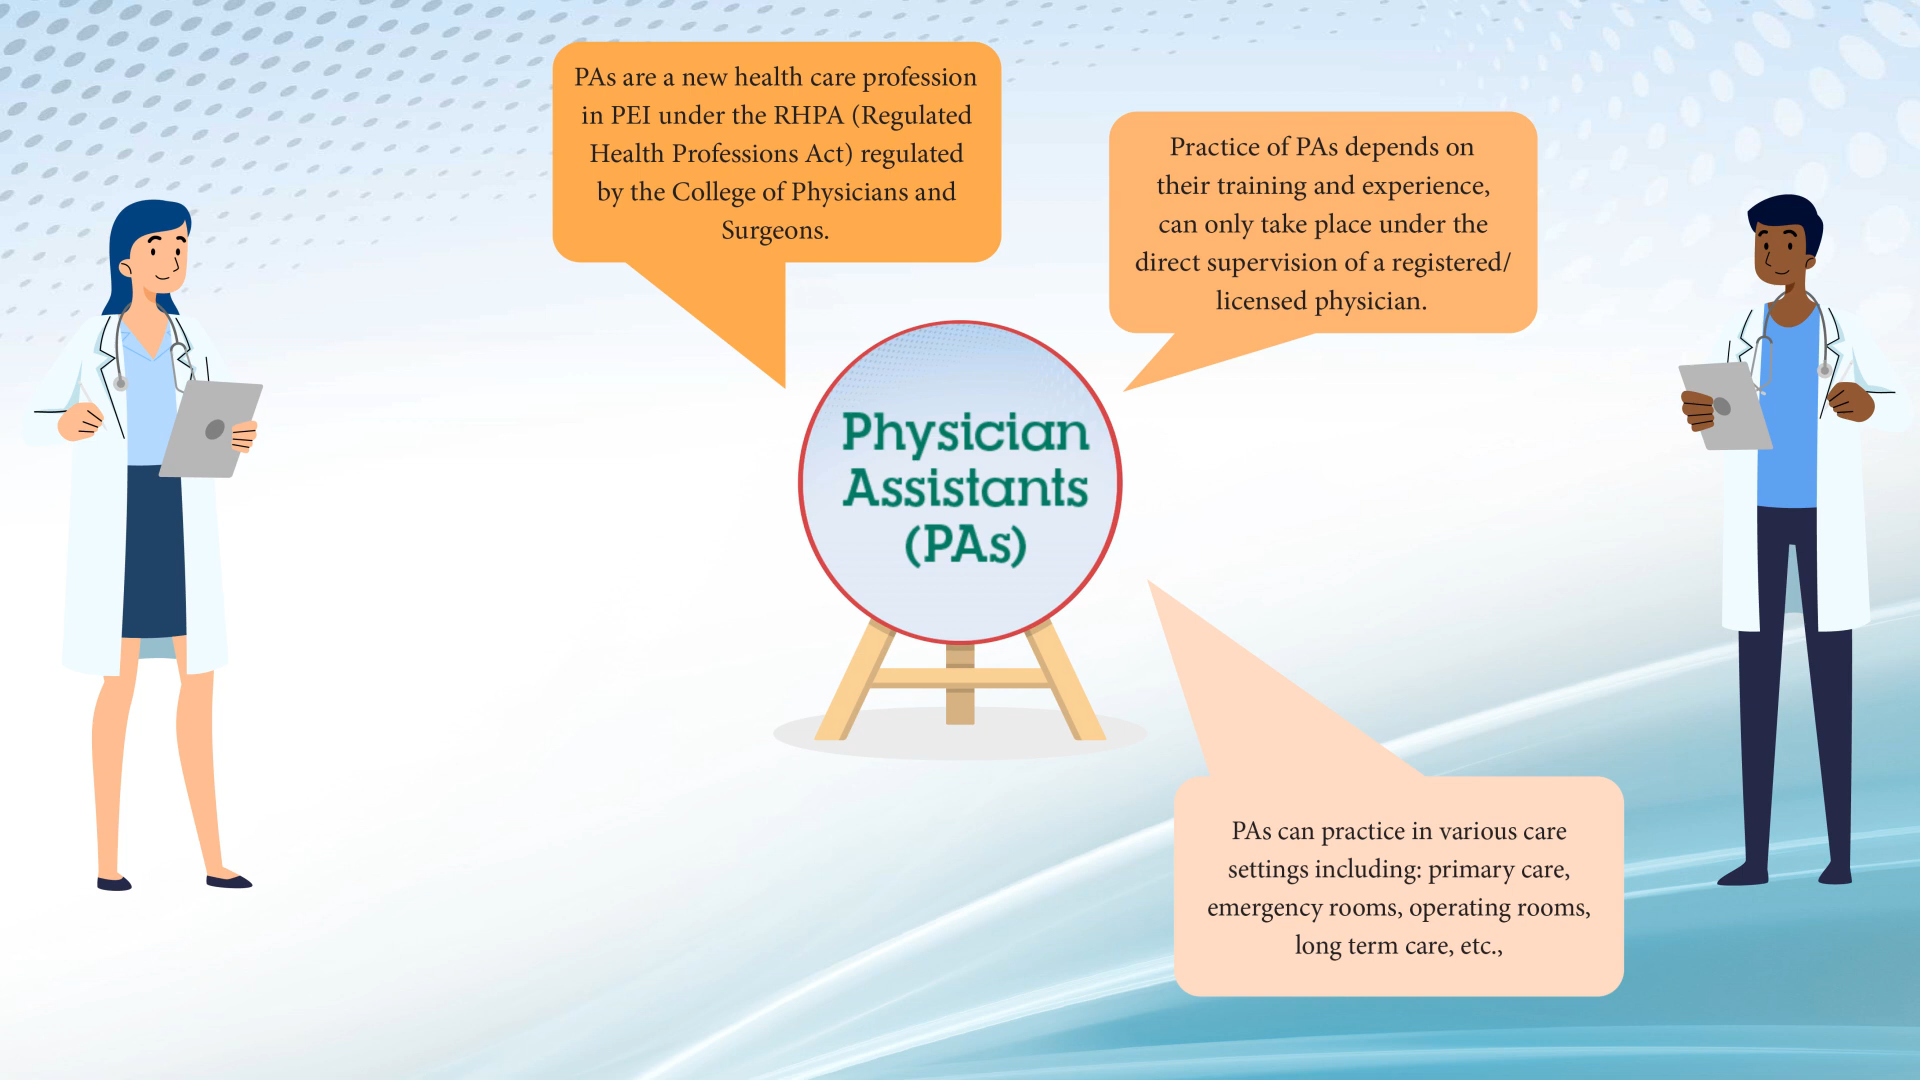 PAs are a new health care profession
in PEI under the RHPA (Regulated
Health Professions Act) regulated
by the College of Physicians and
Surgeons.
Practice of PAs depends on
their training and experience,
can only take place under the
direct supervision of a registered/
licensed physician.
Physician
Assistants
(PAs)
PAs can practice in various care
settings including: primary care,
emergency rooms, operating rooms,
long term care, etc.,